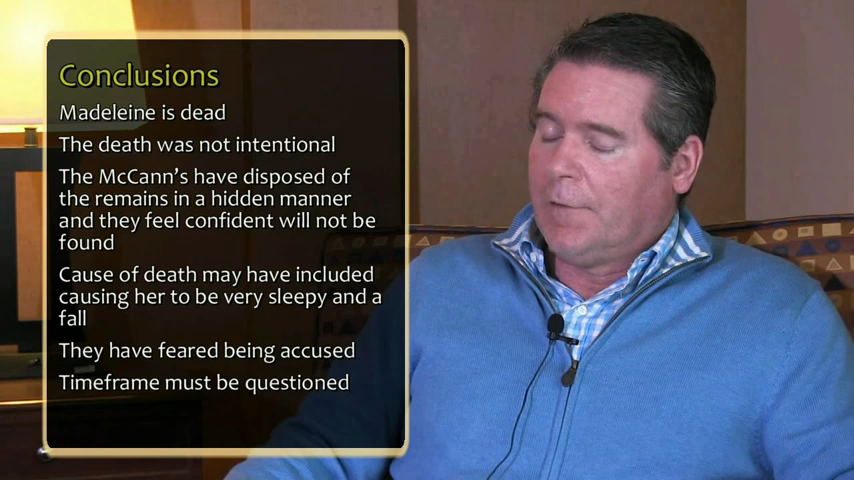 Conclusions
Madeleine is dead
The death was not intentional
The McCann's have disposed of
the remains in a hidden manner
and they feel confident will not be
found
Cause of death may have included
causing her to be very sleepy and a
fall
They have feared being accused
Timeframe must be questioned